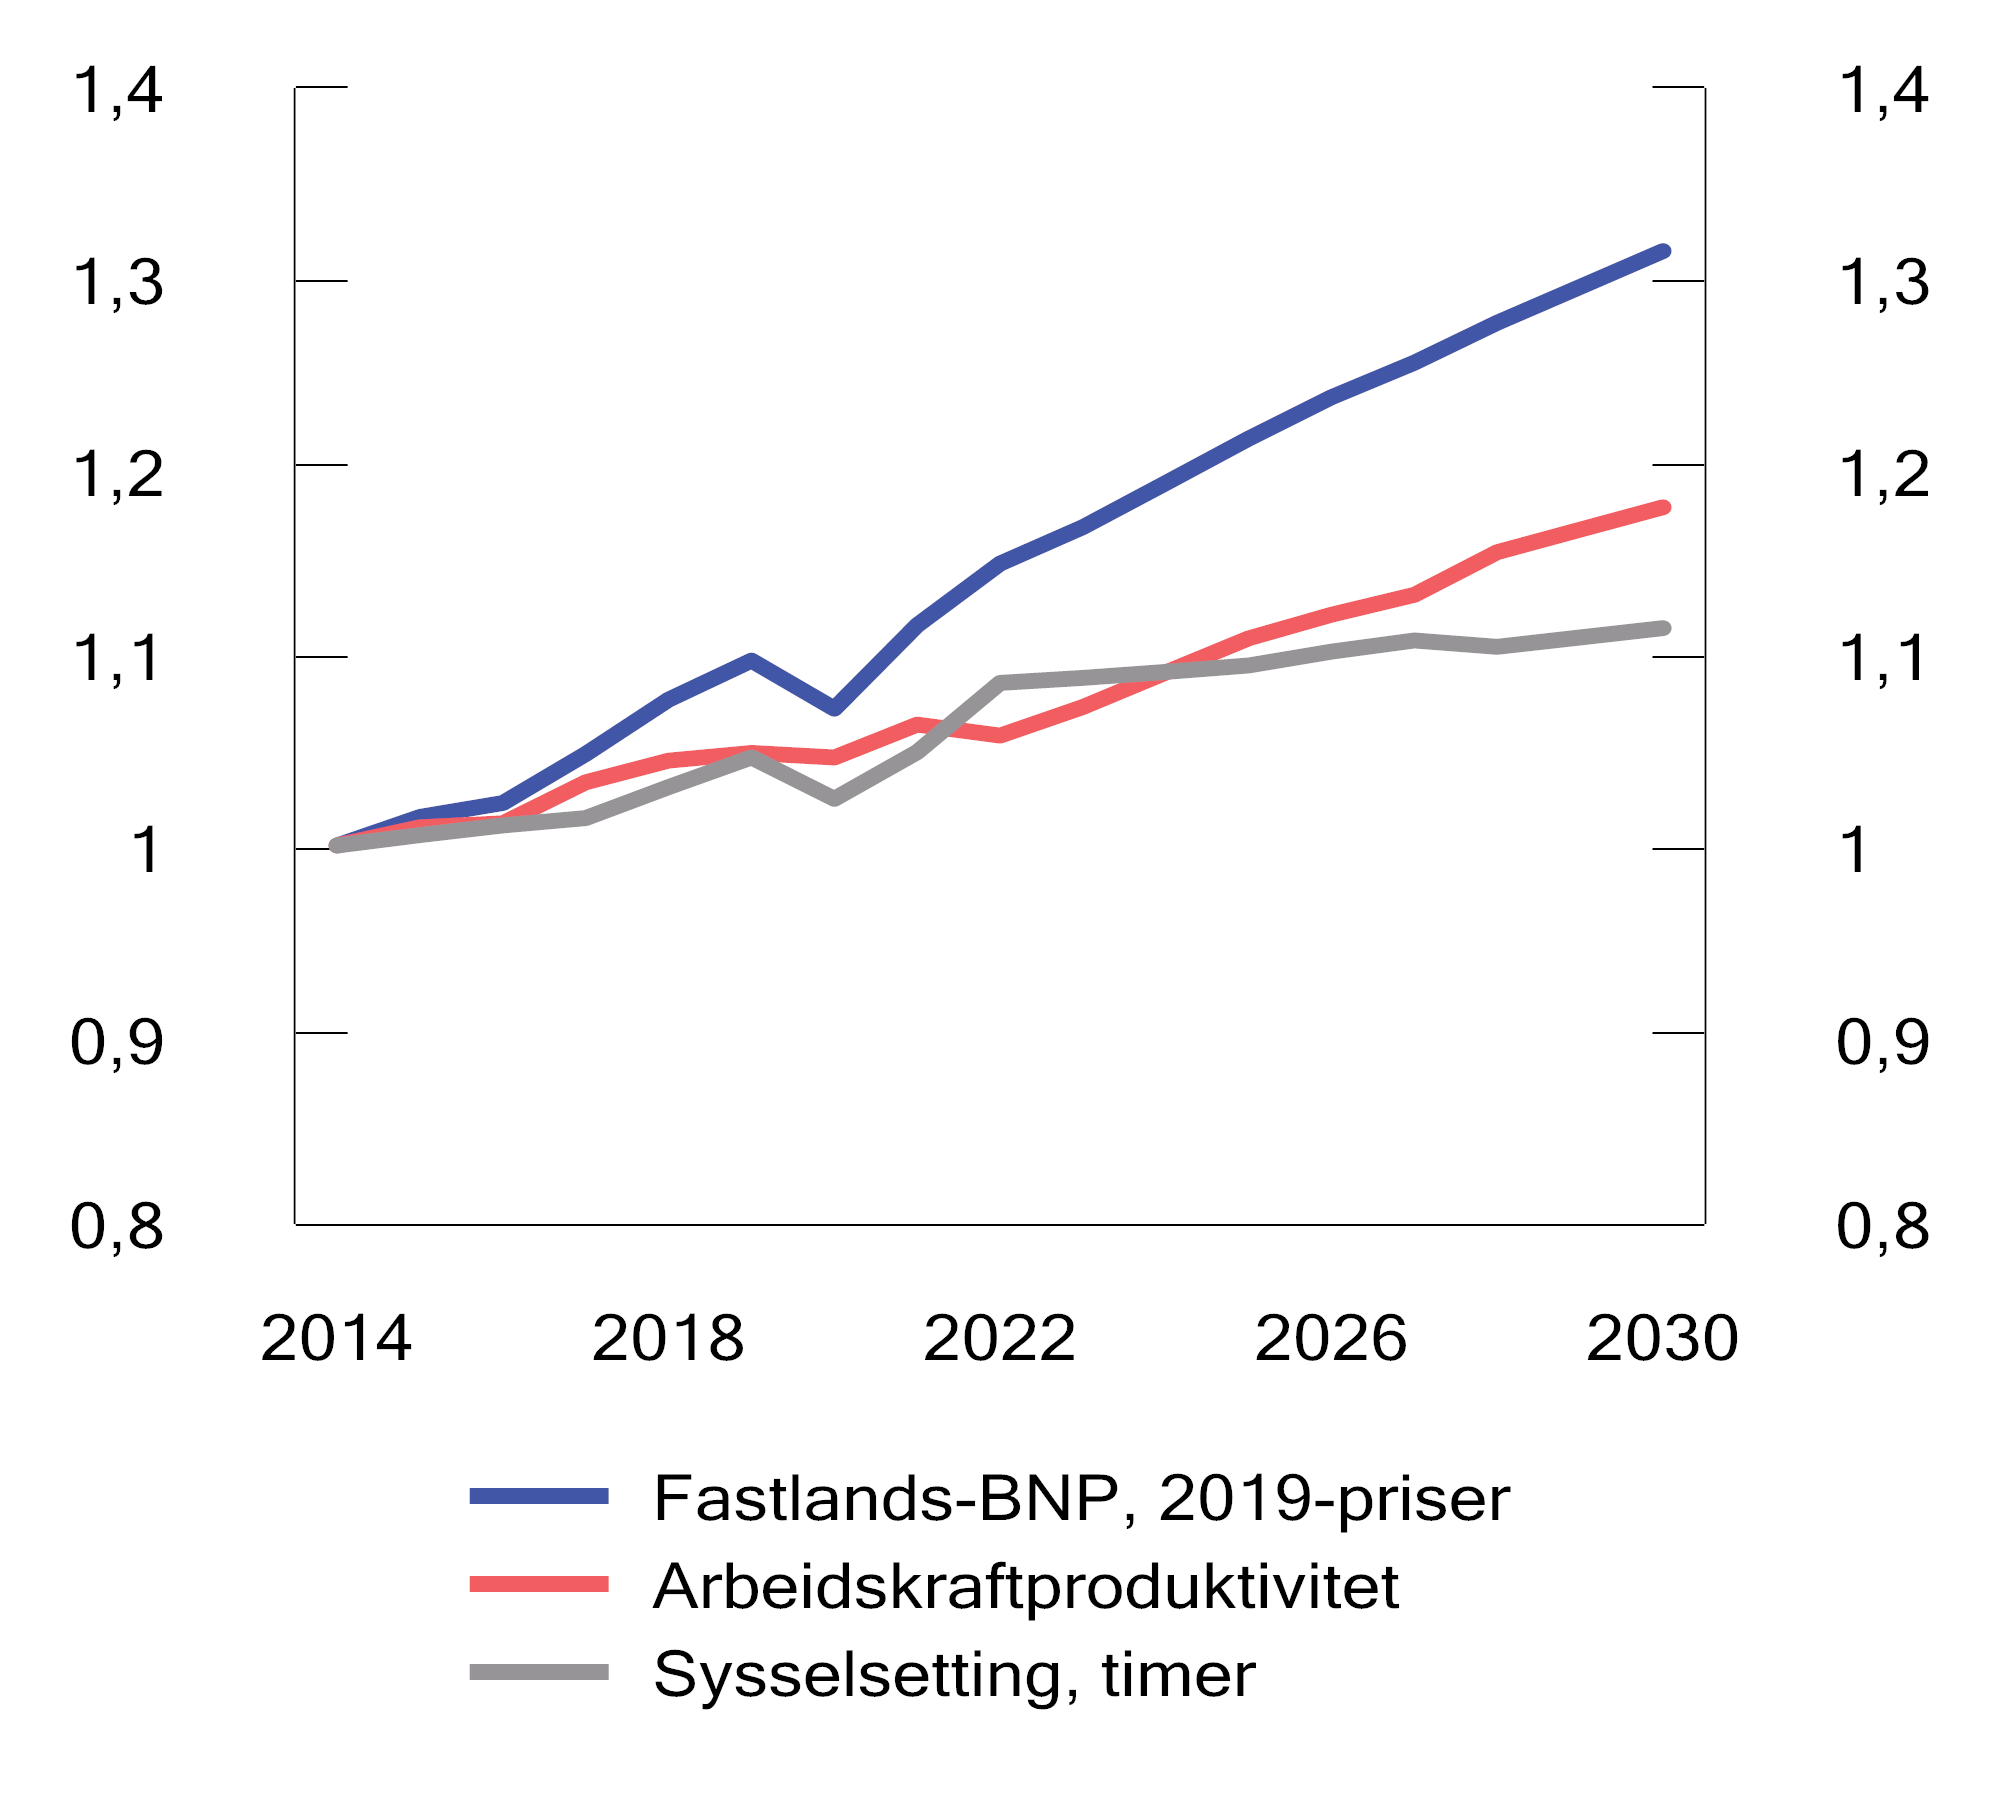 1,4 1,4
1,3 1,3
1,2 1,2
1,1 1,1
1 1
0,9 0,9
0,8 0,8
2014 2018 2022 2026 2030
Fastlands-BNP, 2019-priser
Arbeidskraftproduktivitet
Sysselsetting, timer